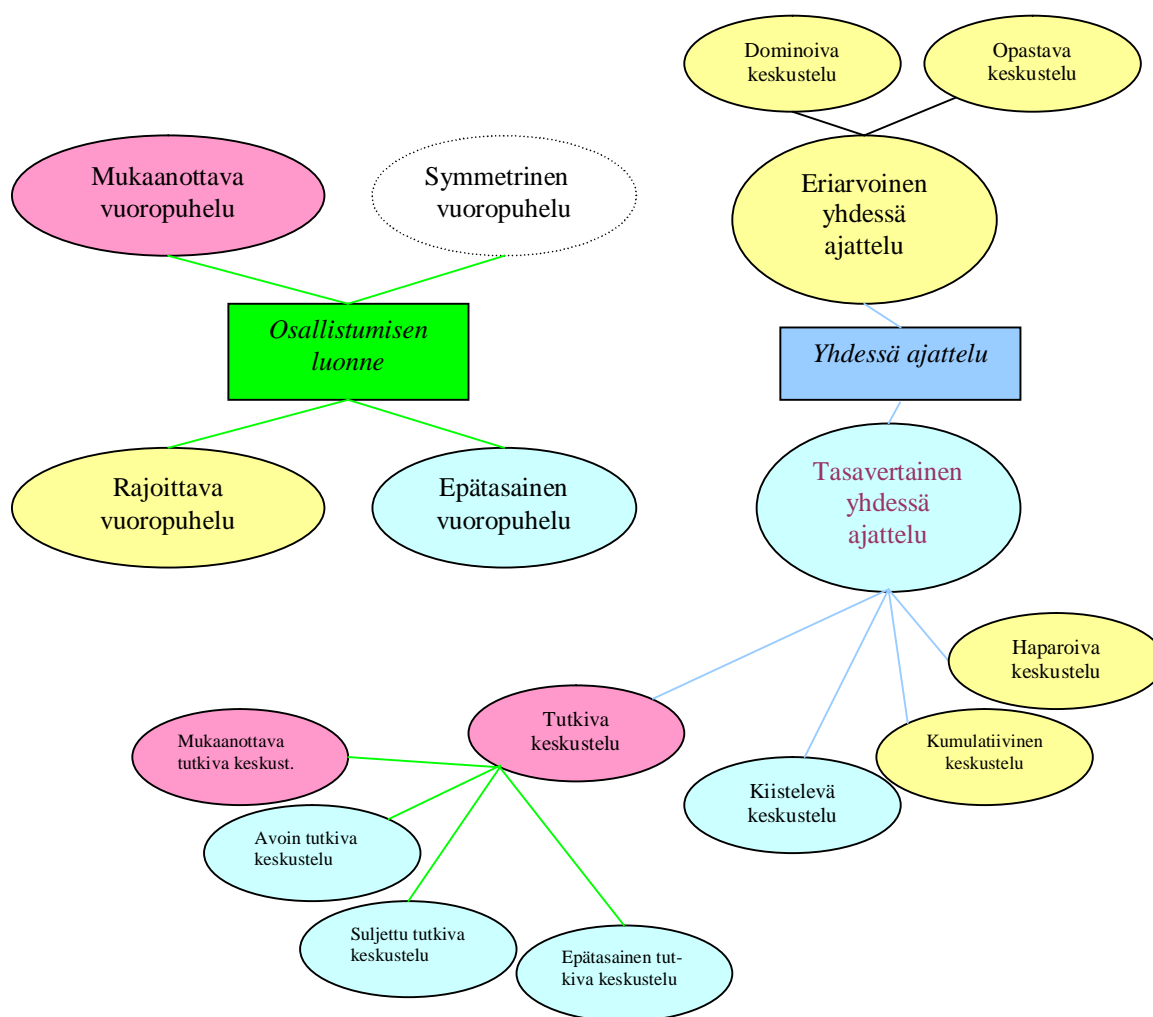 Dominoiva
keskustelu
Opastava
keskustelu
Mukaanottava
vuoropuhelu
Symmetrinen
vuoropuhelu
Eriarvoinen
yhdessä
ajattelu
Osallistumisen
luonne
Yhdessä ajattelu
Rajoittava
vuoropuhelu
Epätasainen
vuoropuhelu
Tasavertainen
yhdessä
ajattelu
Haparoiva
keskustelu
Tutkiva
keskustelu
Mukaanottava
tutkiva keskust.
Kumulatiivinen
keskustelu
Kiistelevä
keskustelu
Avoin tutkiva
keskustelu
Suljettu tutkiva
keskustelu
Epätasainen tut-
kiva keskustelu